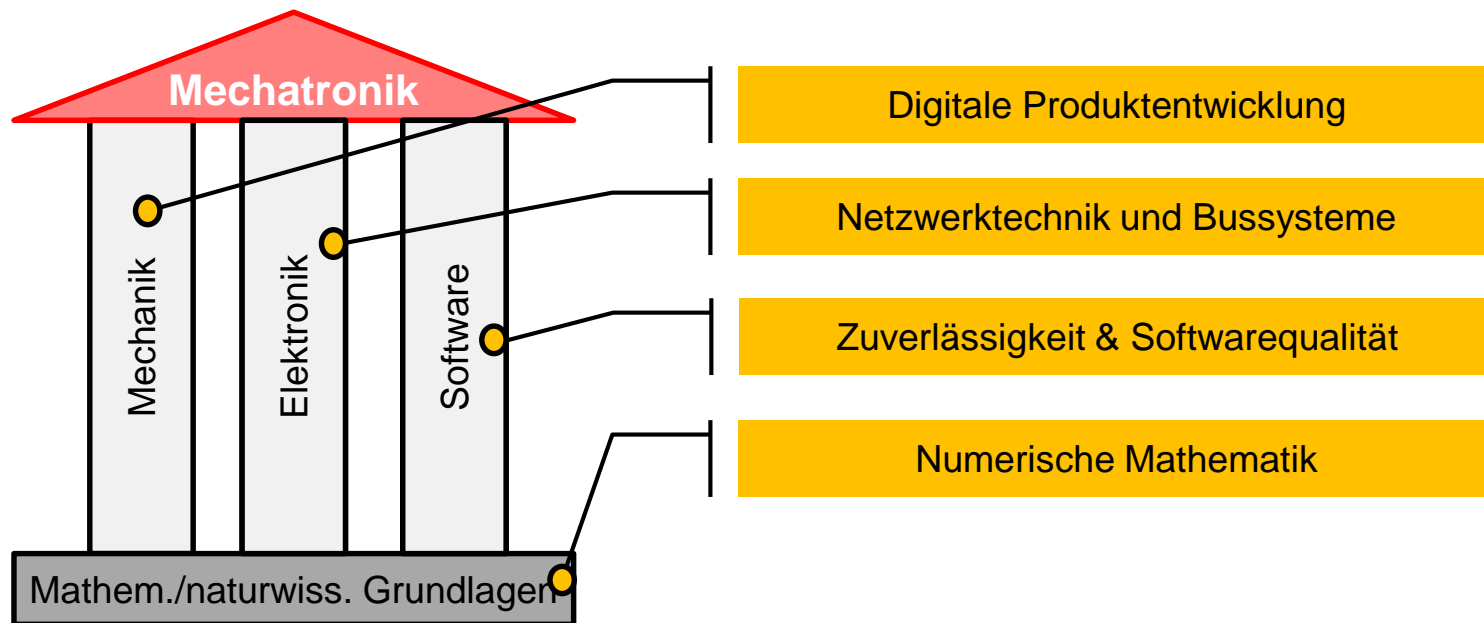 Mechatronik
Mechanik
Elektronik
Software
Mathem./naturwiss. Grundlagen
Digitale Produktentwicklung
Netzwerktechnik und Bussysteme
Zuverlässigkeit & Softwarequalität
Numerische Mathematik